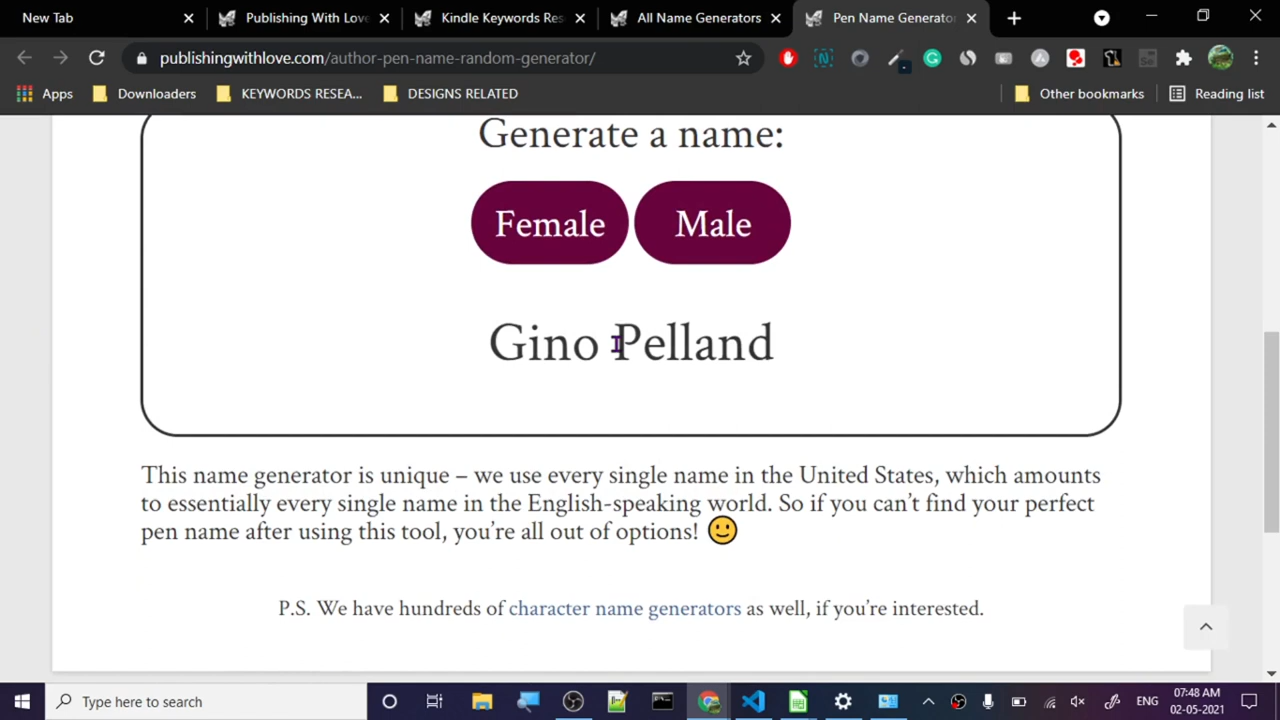 New Tab
Publishing With Love
Kindle Keywords Res
All Name Generators
Pen Name Generator
publishingwithlove.com/author-pen-name-random-generator/
Apps
Downloaders
KEYWORDS RESEA...
DESIGNS RELATED
Other bookmarks
Reading list
Generate a name:
Female
Male
Gino Pelland
This name generator is unique – we use every single name in the United States, which amounts
to essentially every single name in the English-speaking world. So if you can’t find your perfect
pen name after using this tool, you’re all out of options!
P.S. We have hundreds of character name generators as well, if you’re interested.
Type here to search
ENG
07:48 AM
02-05-2021